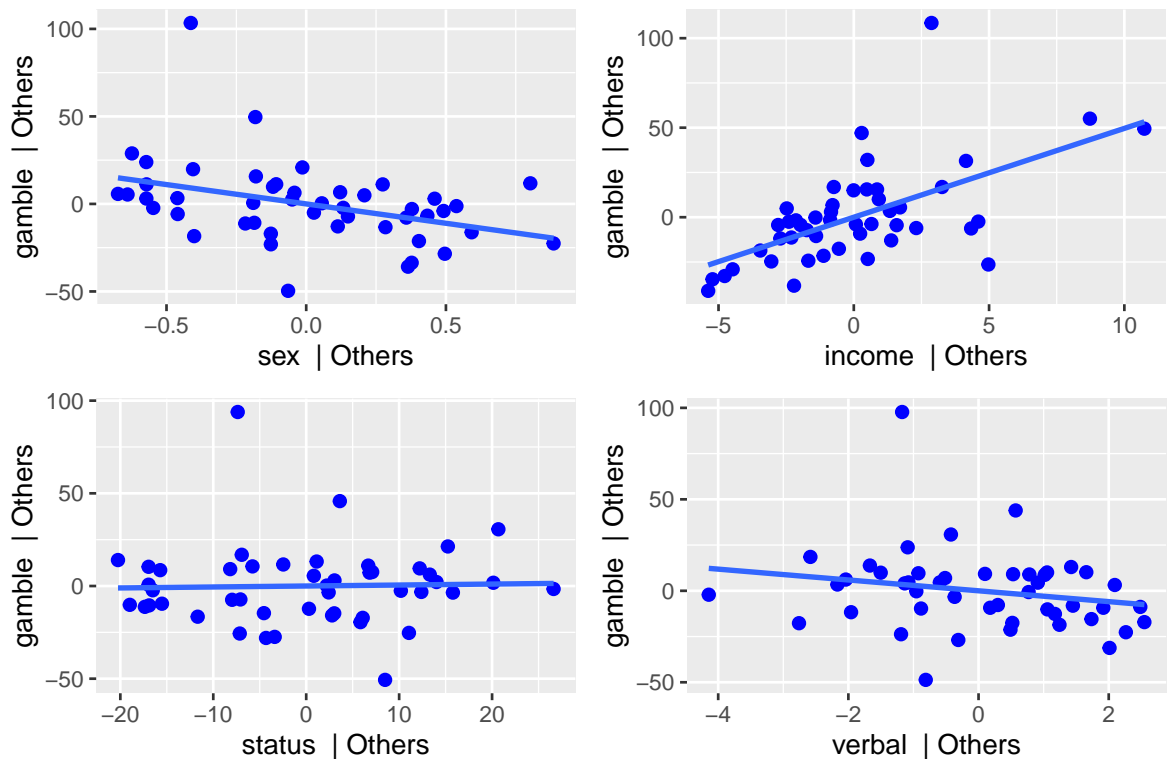 gamble | Others
100
50
0
−50
−0.5 0.0 0.5
sex | Others
gamble | Others
100
50
0
−5 0 5 10
income | Others
gamble | Others
100
50
0
−50
−20 −10 0 10 20
status | Others
gamble | Others
100
50
0
−50
−4 −2 0 2
verbal | Others